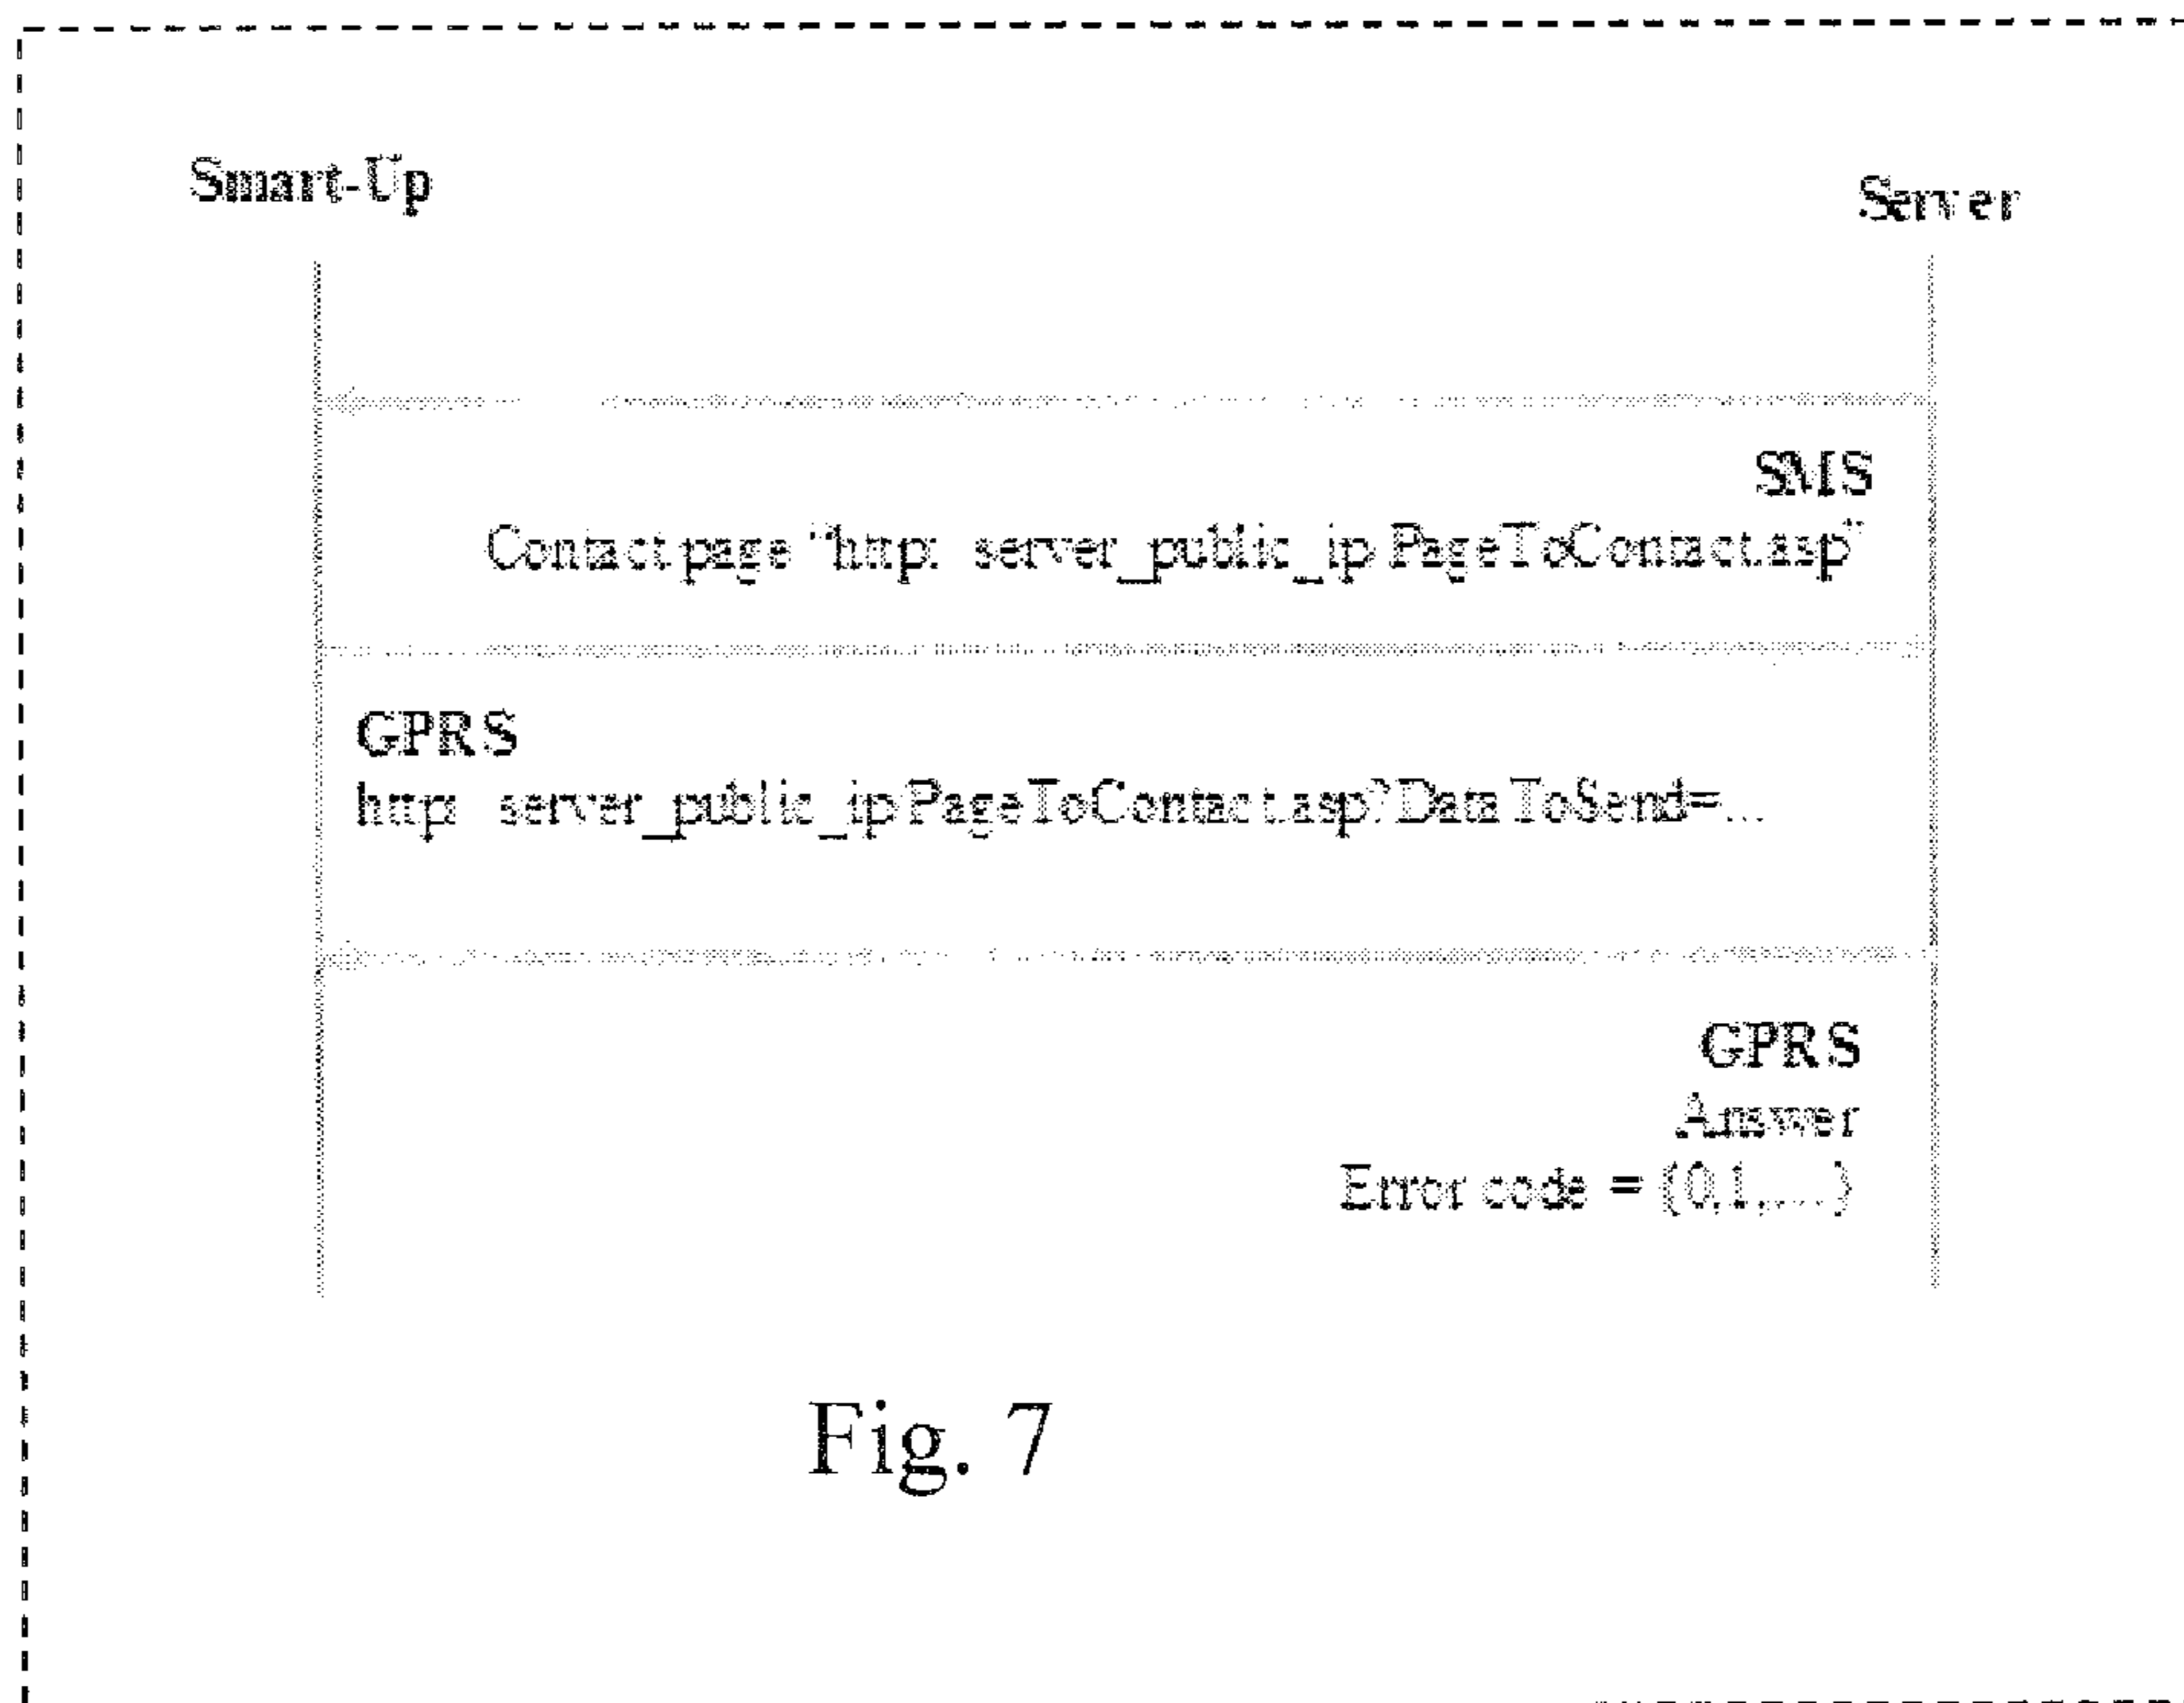 Smart-Up
Server
SMS
Contact page "http: server_public_ip PageToContact.asp"
GPRS
http: server_public_ip/PageToContact.asp?DataToSend=...
GPRS
Answer
Error code = {0,1,...}
Fig. 7